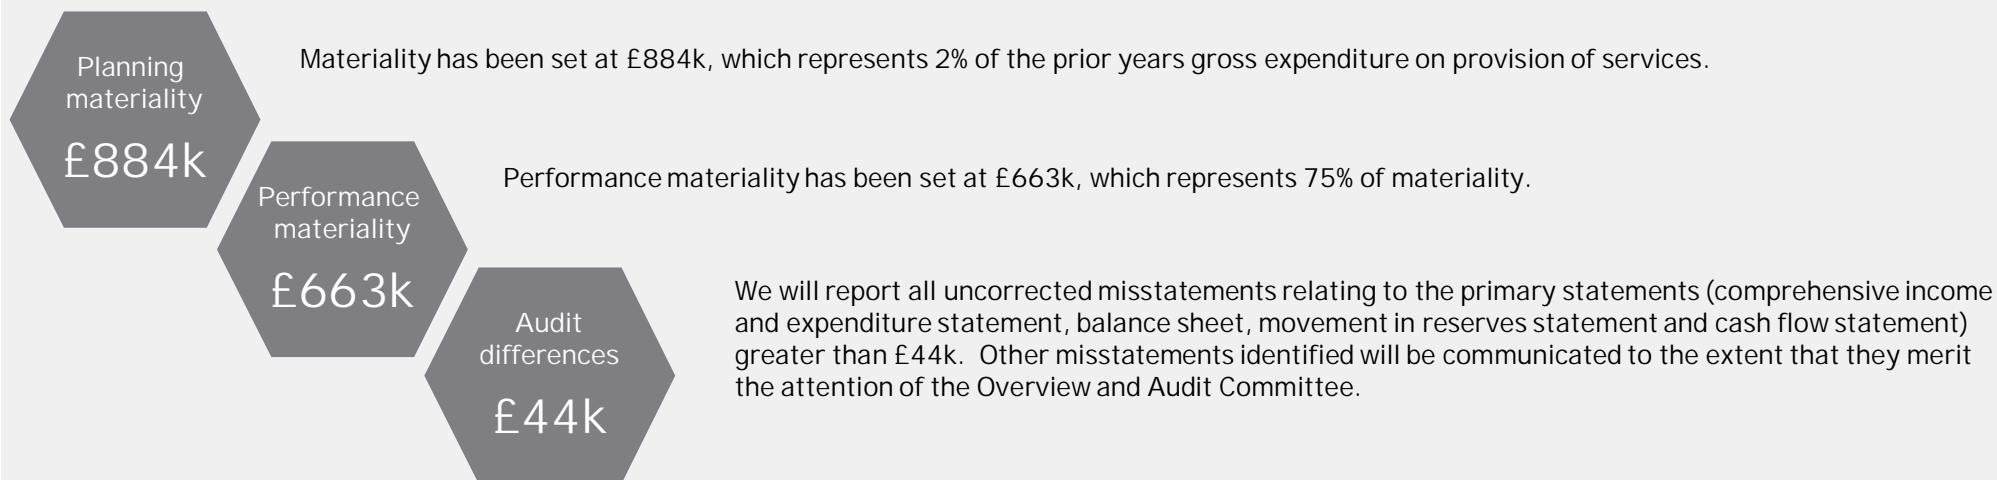 Planning
materiality
£884k
Materiality has been set at £884k, which represents 2% of the prior years gross expenditure on provision of services.
Performance
materiality
£663k
Performance materiality has been set at £663k, which represents 75% of materiality.
Audit
differences
£44k
We will report all uncorrected misstatements relating to the primary statements (comprehensive income
and expenditure statement, balance sheet, movement in reserves statement and cash flow statement)
greater than £44k.  Other misstatements identified will be communicated to the extent that they merit
the attention of the Overview and Audit Committee.